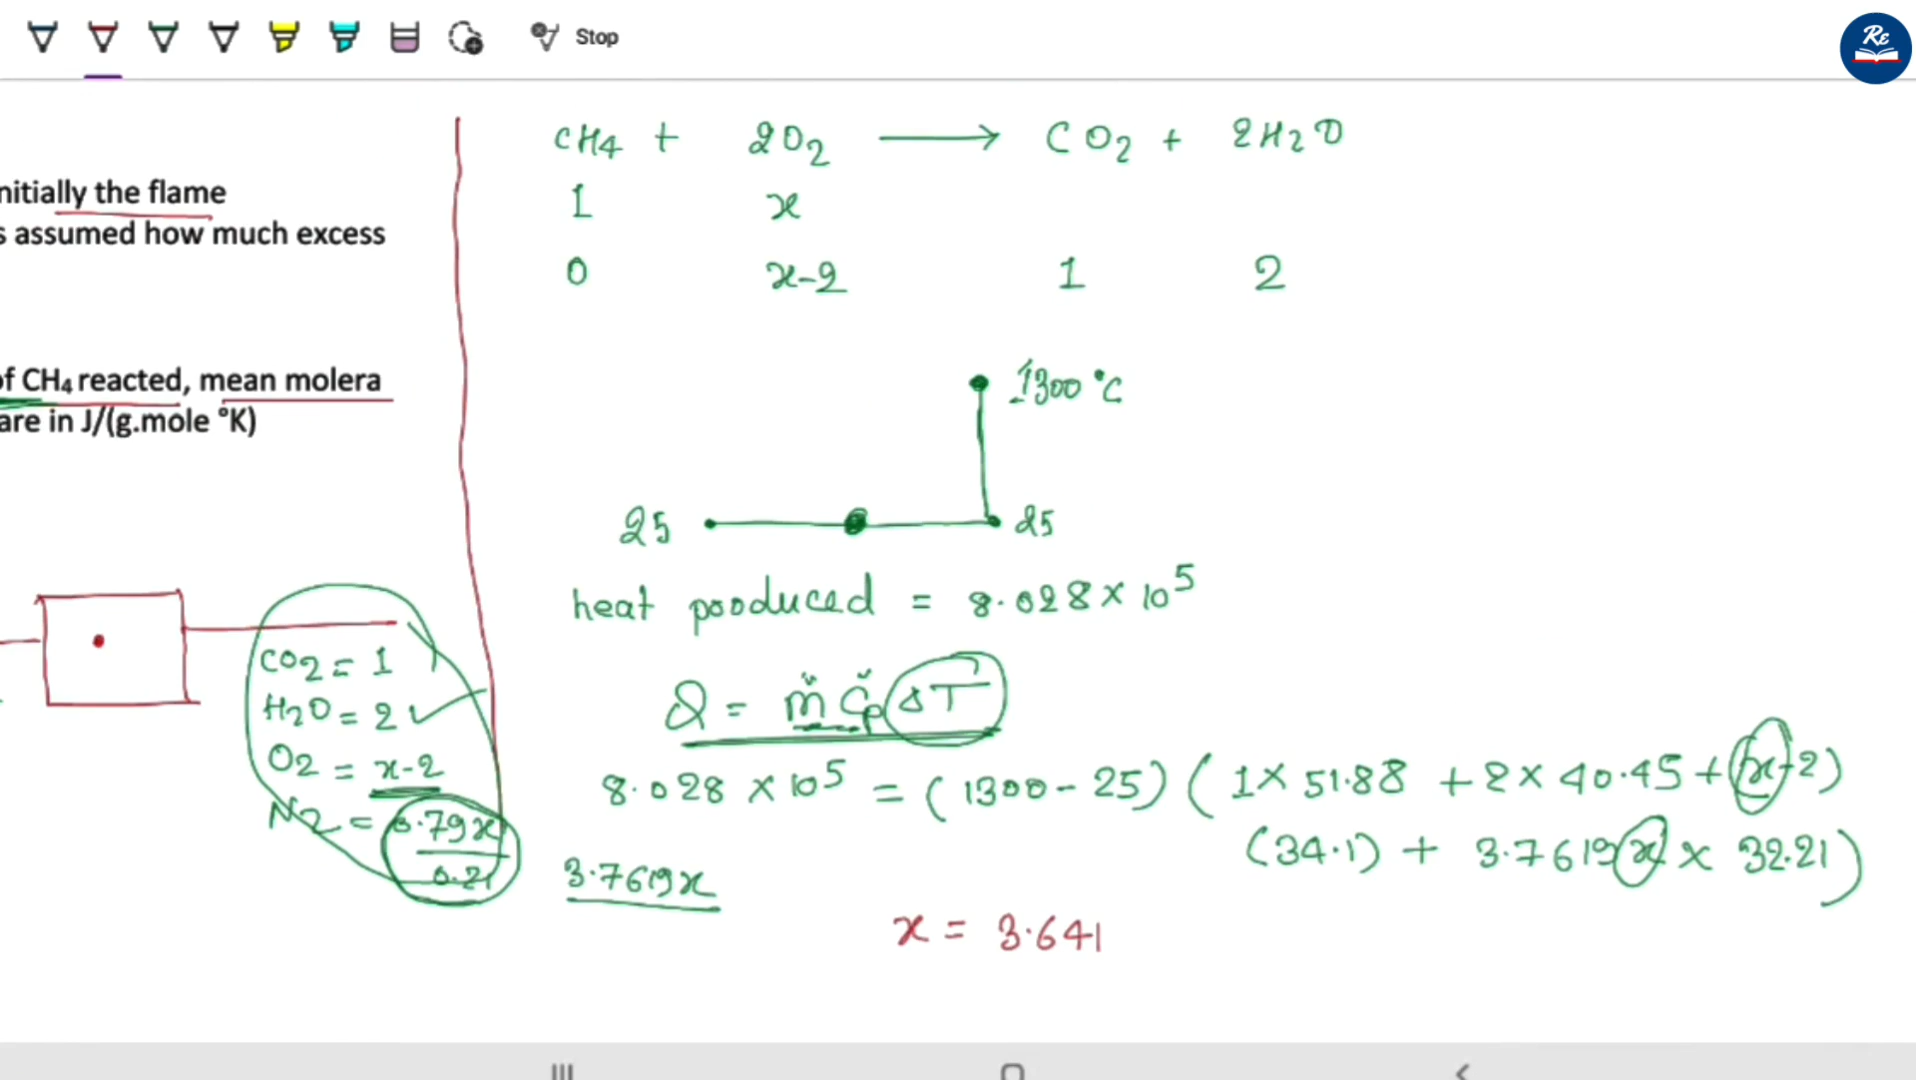 Stop
RE
CH4 + 2O2 ⟶ CO2 + 2H2O
nitially the flame
1 x
s assumed how much excess
0 x-2 1 2
of CH4 reacted, mean molera
are in J/(g.mole °K)
1300 °C
25 25
heat produced = 8.028 × 10^5
CO2 = 1
H2O = 2 ✓
O2 = x-2
N2 = 0.79x / 0.21
Q = ṁ Cp ΔT
8.028 × 10^5 = (1300 - 25) (1 × 51.88 + 2 × 40.45 + (x-2)
(34.1) + 3.7619 x × 32.21)
3.7619x
x = 3.641